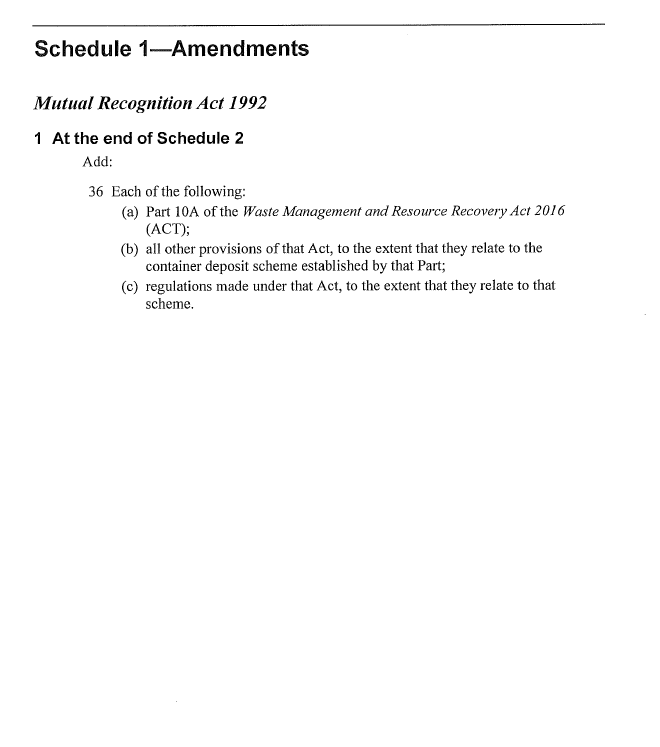 Schedule 1—Amendments
Mutual Recognition Act 1992
1 At the end of Schedule 2
Add:
36 Each of the following:
(a) Part 10A of the Waste Management and Resource Recovery Act 2016
(ACT);
(b) all other provisions of that Act, to the extent that they relate to the
container deposit scheme established by that Part;
(c) regulations made under that Act, to the extent that they relate to that
scheme.